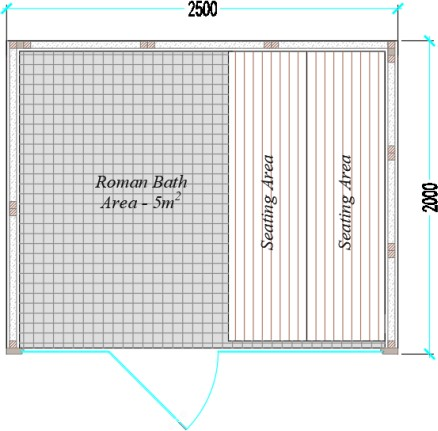 2500
Roman Bath
Area - 5m²
Seating Area
Seating Area
2000